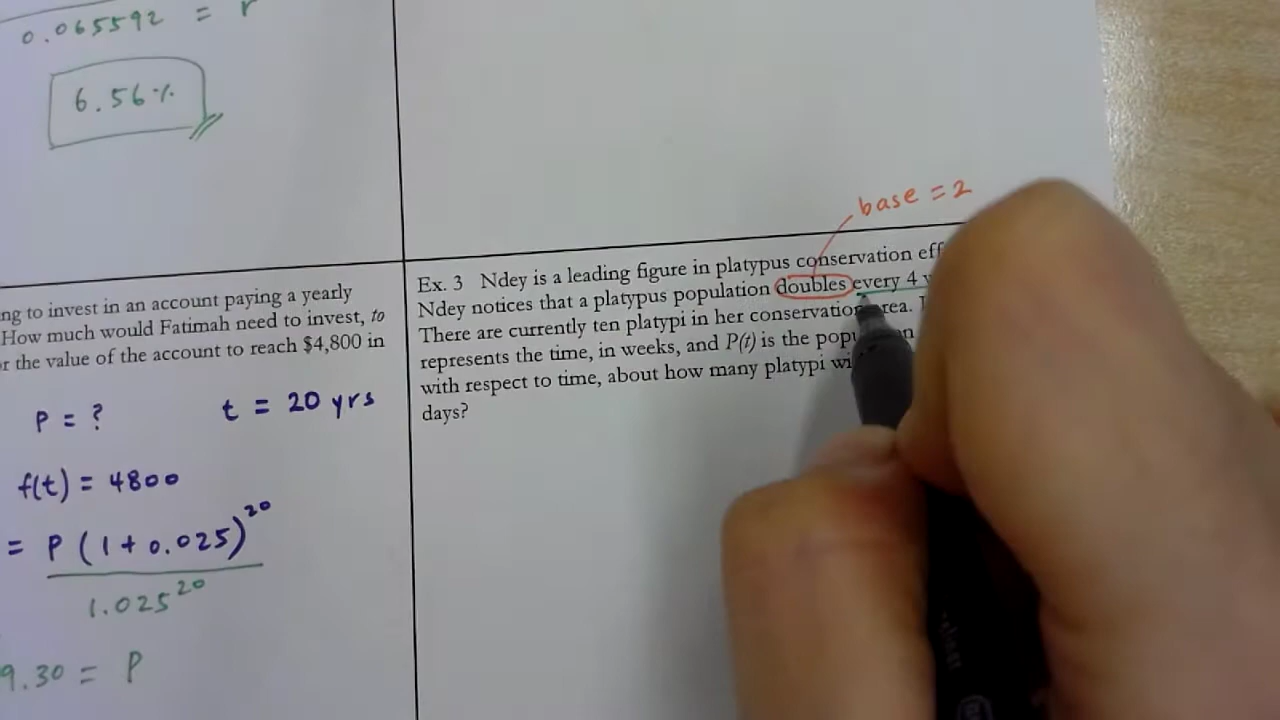 0.065592 = r
6.56%
base = 2
ing to invest in an account paying a yearly
How much would Fatimah need to invest, to
r the value of the account to reach $4,800 in
P = ?
t = 20 yrs
f(t) = 4800
= P (1 + 0.025)^20
1.025^20
9.30 = P
Ex. 3 Ndey is a leading figure in platypus conservation eff
Ndey notices that a platypus population doubles every 4
There are currently ten platypi in her conservation area.
represents the time, in weeks, and P(t) is the
with respect to time, about how many platypi
days?